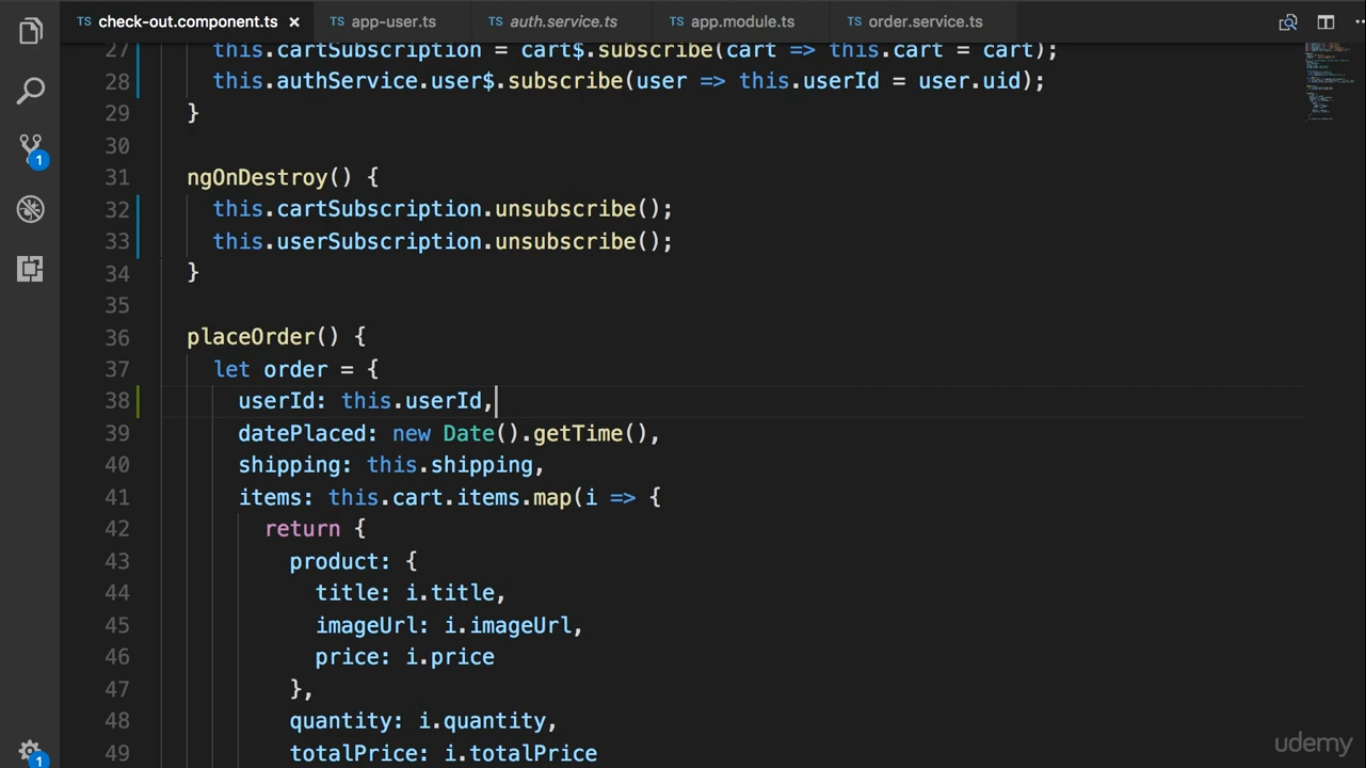 TS check-out.component.ts × TS app-user.ts TS auth.service.ts TS app.module.ts TS order.service.ts
27 this.cartSubscription = cart$.subscribe(cart => this.cart = cart);
28 this.authService.user$.subscribe(user => this.userId = user.uid);
29 }
30
31 ngOnDestroy() {
32 this.cartSubscription.unsubscribe();
33 this.userSubscription.unsubscribe();
34 }
35
36 placeOrder() {
37 let order = {
38 userId: this.userId,
39 datePlaced: new Date().getTime(),
40 shipping: this.shipping,
41 items: this.cart.items.map(i => {
42 return {
43 product: {
44 title: i.title,
45 imageUrl: i.imageUrl,
46 price: i.price
47 },
48 quantity: i.quantity,
49 totalPrice: i.totalPrice
1
1
udemy